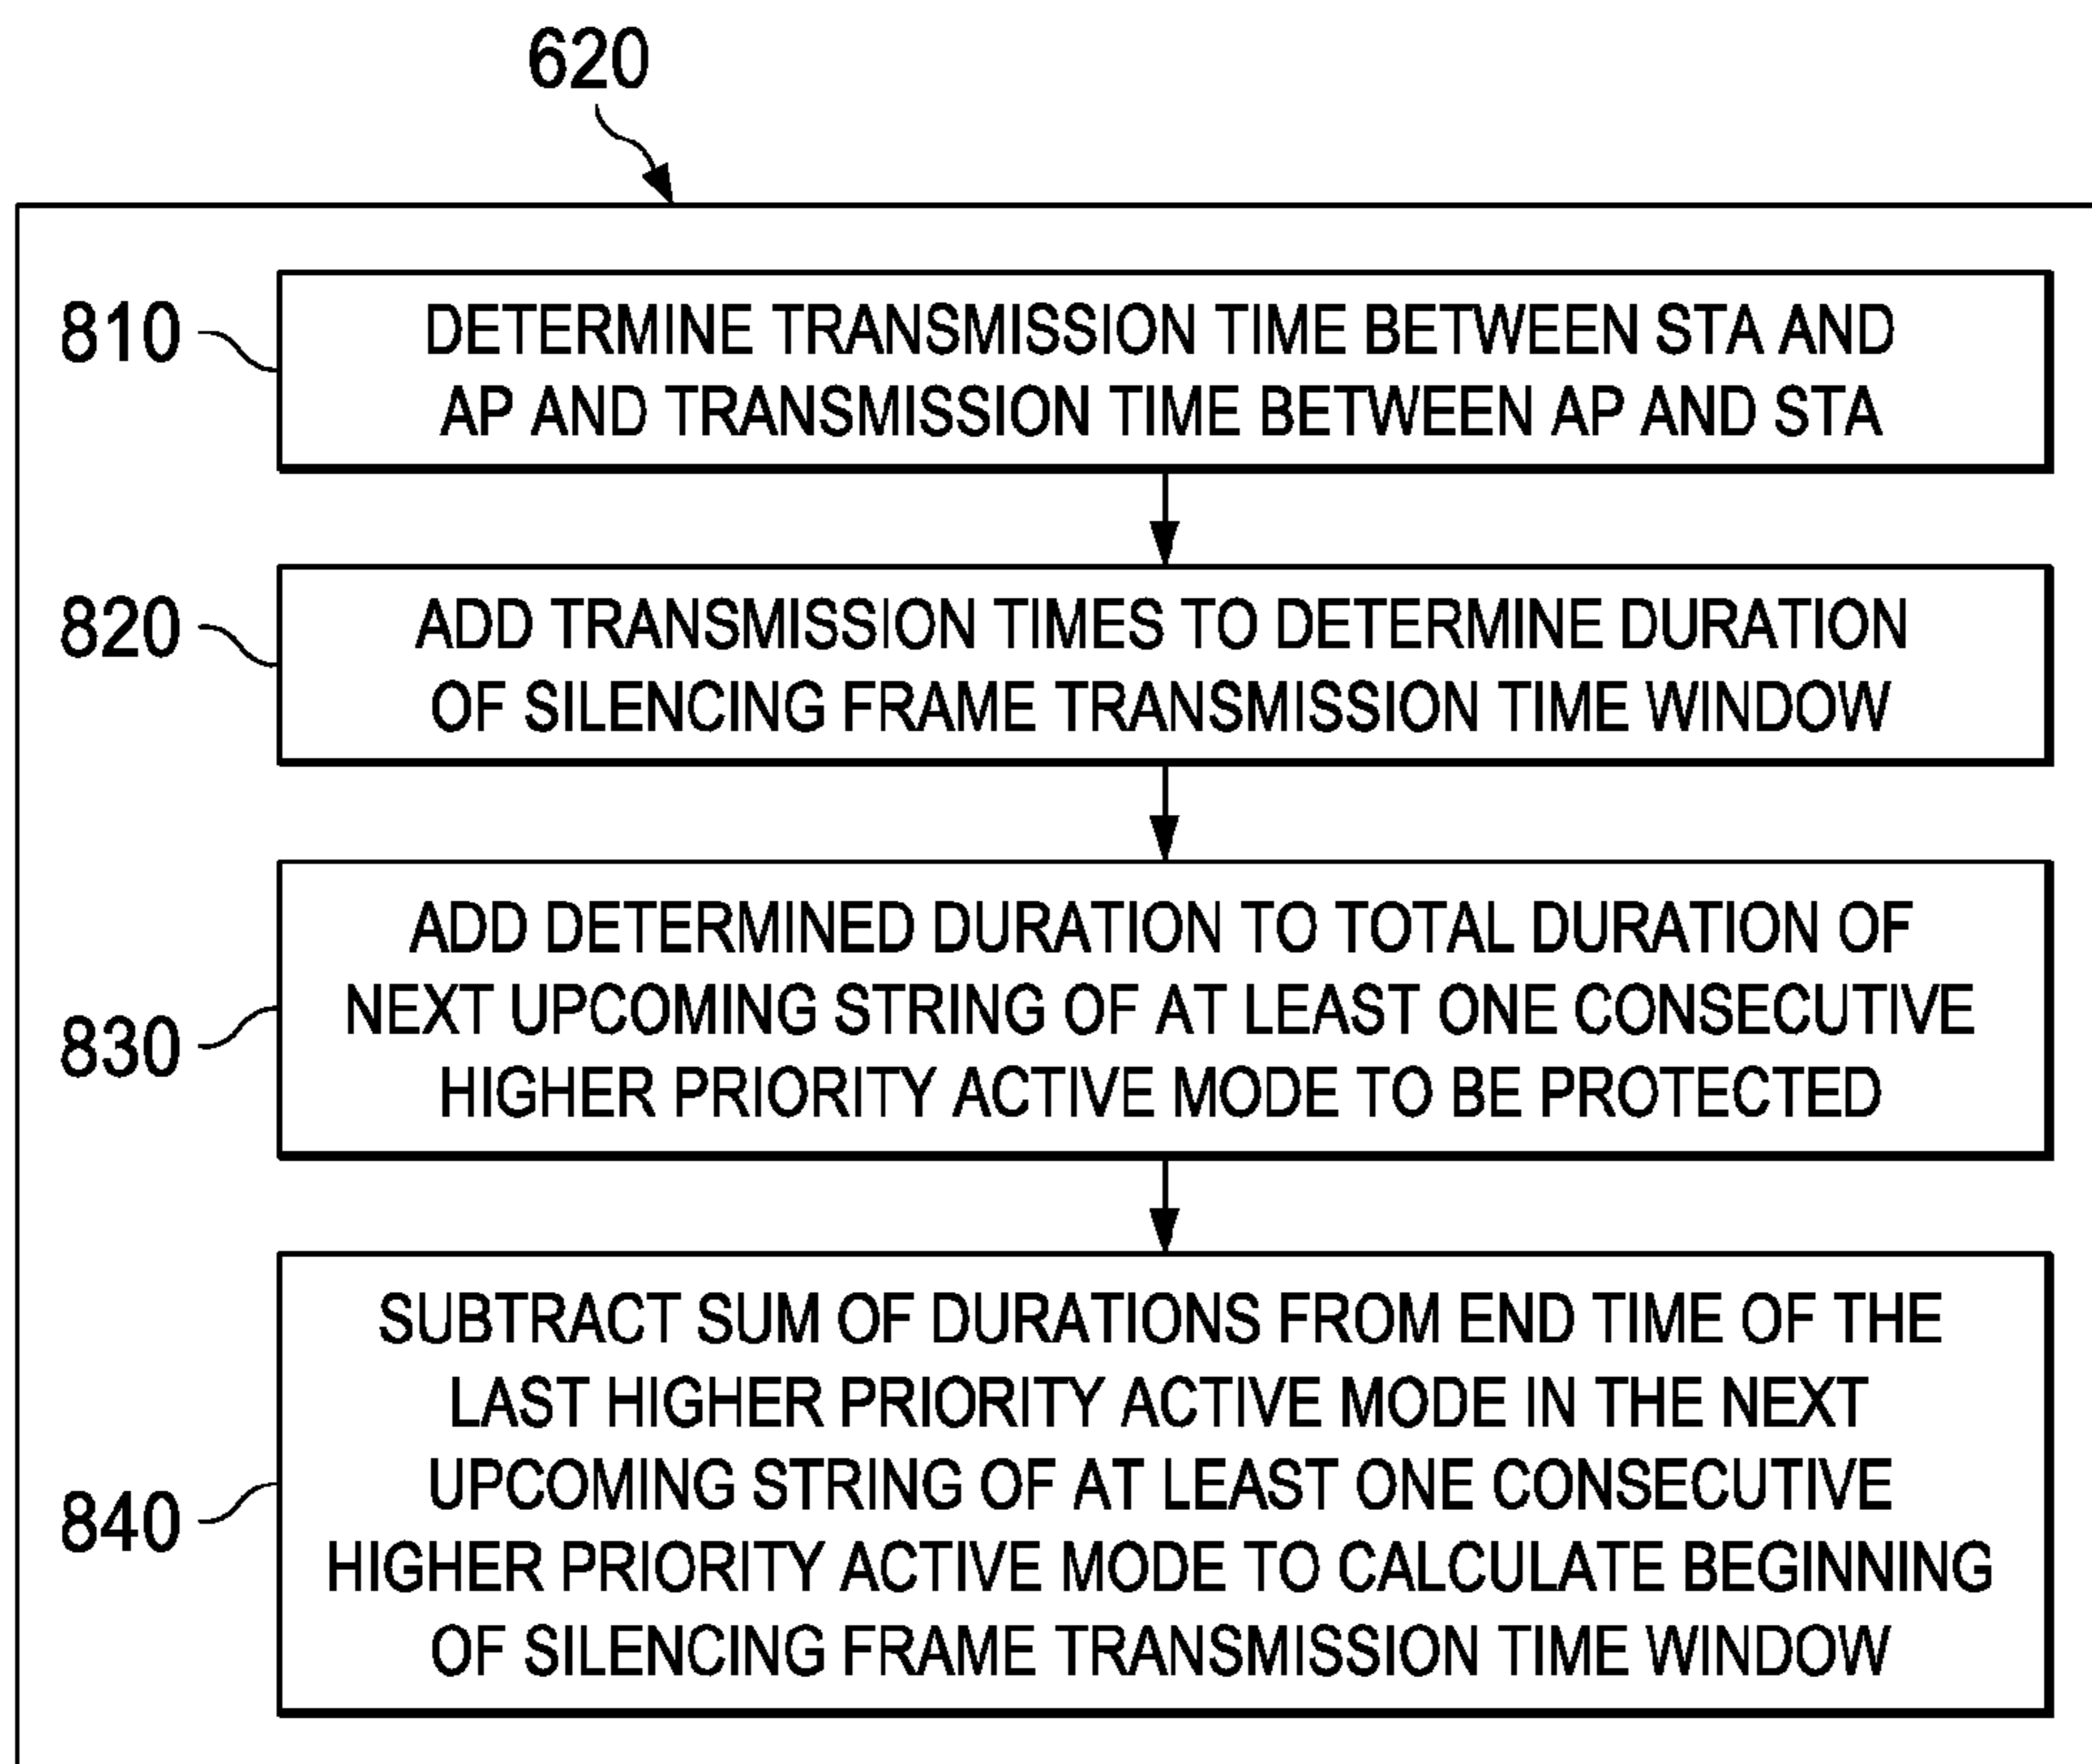 620
810
DETERMINE TRANSMISSION TIME BETWEEN STA AND
AP AND TRANSMISSION TIME BETWEEN AP AND STA
820
ADD TRANSMISSION TIMES TO DETERMINE DURATION
OF SILENCING FRAME TRANSMISSION TIME WINDOW
830
ADD DETERMINED DURATION TO TOTAL DURATION OF
NEXT UPCOMING STRING OF AT LEAST ONE CONSECUTIVE
HIGHER PRIORITY ACTIVE MODE TO BE PROTECTED
840
SUBTRACT SUM OF DURATIONS FROM END TIME OF THE
LAST HIGHER PRIORITY ACTIVE MODE IN THE NEXT
UPCOMING STRING OF AT LEAST ONE CONSECUTIVE
HIGHER PRIORITY ACTIVE MODE TO CALCULATE BEGINNING
OF SILENCING FRAME TRANSMISSION TIME WINDOW